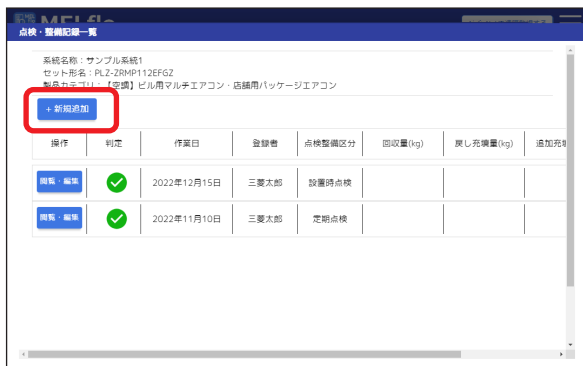 MELflo
点検・整備記録一覧
系統名称：サンプル系統1
セット形名：PLZ-ZRMP112EFGZ
製品カテゴリ：【空調】ビル用マルチエアコン・店舗用パッケージエアコン
+ 新規追加
操作 判定 作業日 登録者 点検整備区分 回収量(kg) 戻し充填量(kg) 追加充填
閲覧・編集 2022年12月15日 三菱太郎 設置時点検
閲覧・編集 2022年11月10日 三菱太郎 定期点検